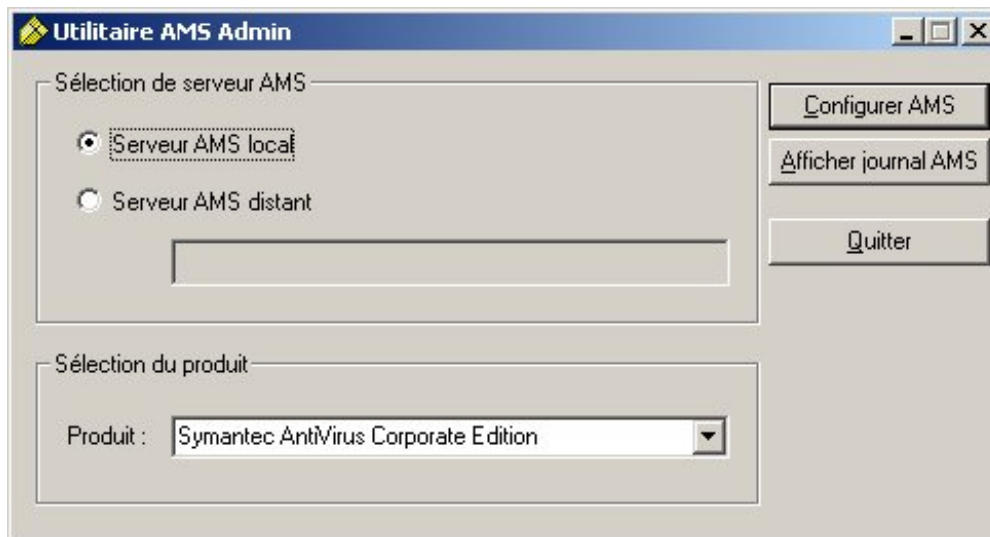 Utilitaire AMS Admin
Sélection de serveur AMS
Serveur AMS local
Serveur AMS distant
Configurer AMS
Afficher journal AMS
Quitter
Sélection du produit
Produit : Symantec AntiVirus Corporate Edition